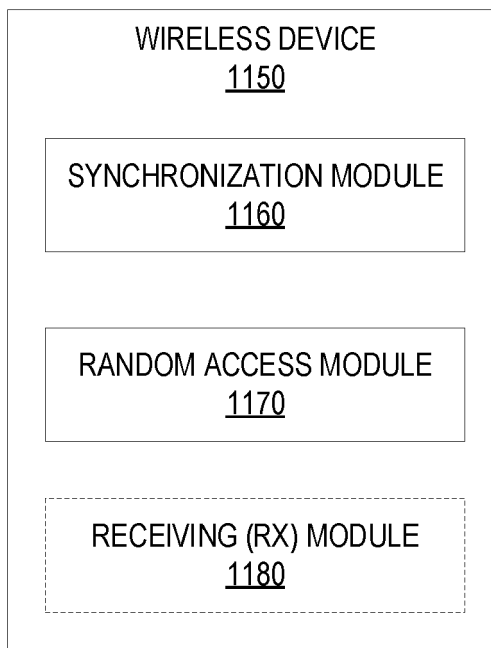 WIRELESS DEVICE
1150
SYNCHRONIZATION MODULE
1160
RANDOM ACCESS MODULE
1170
RECEIVING (RX) MODULE
1180